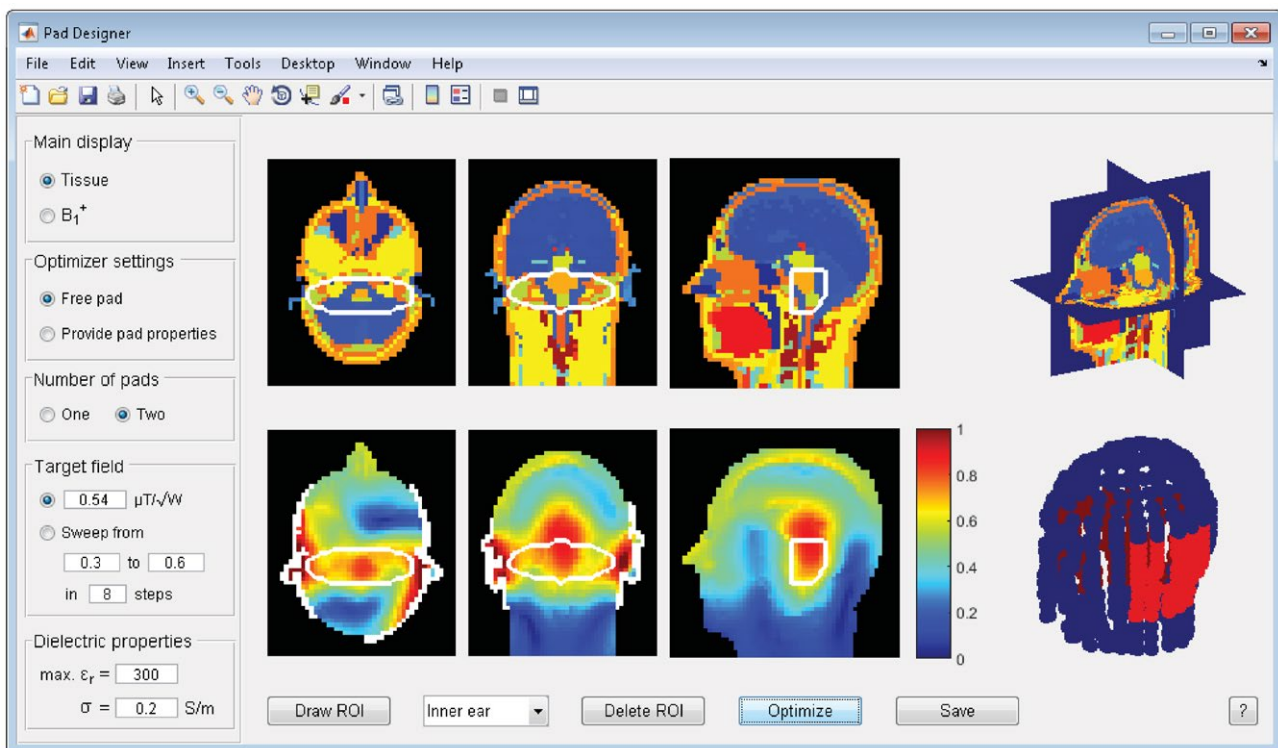 Pad Designer
File Edit View Insert Tools Desktop Window Help
Main display
Tissue
B₁⁺
Optimizer settings
Free pad
Provide pad properties
Number of pads
One Two
Target field
0.54 μT/√W
Sweep from
0.3 to 0.6
in 8 steps
Dielectric properties
max. εᵣ = 300
σ = 0.2 S/m
1
0.8
0.6
0.4
0.2
0
Draw ROI Inner ear Delete ROI Optimize Save ?